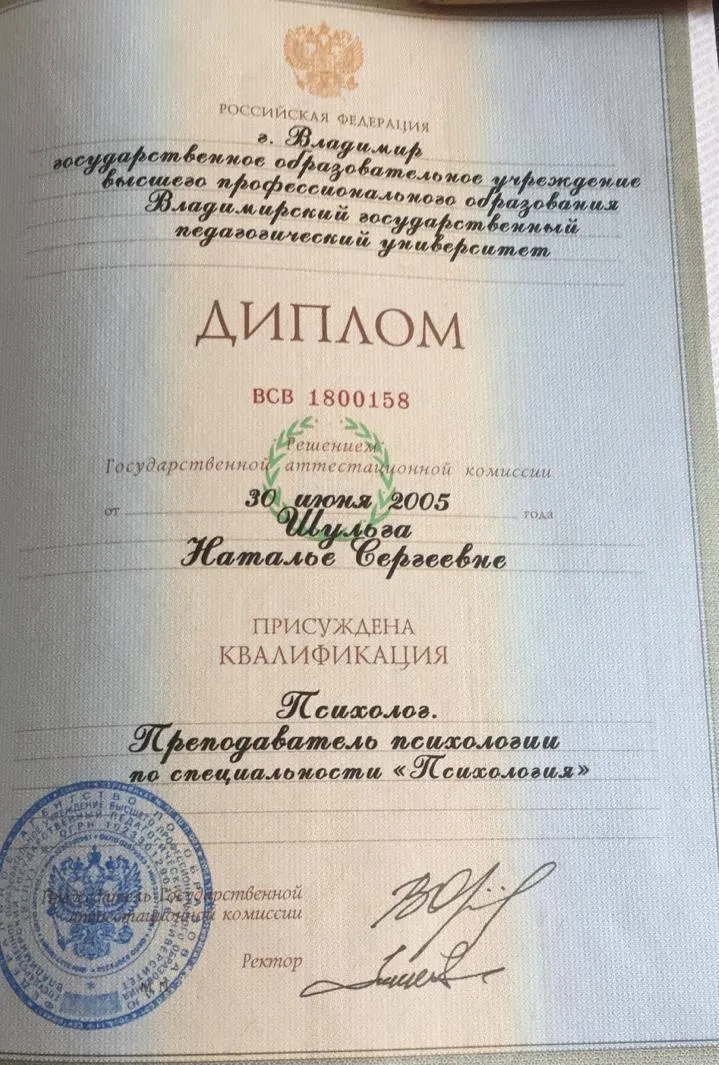 РОССИЙСКАЯ ФЕДЕРАЦИЯ
г. Владимир
государственное образовательное учреждение
высшего профессионального образования
Владимирский государственный
педагогический университет
ДИПЛОМ
ВСВ 1800158
Решением
Государственной аттестационной комиссии
от 30 июня 2005 года
Шульга
Наталье Сергеевне
ПРИСУЖДЕНА
КВАЛИФИКАЦИЯ
Психолог.
Преподаватель психологии
по специальности «Психология»
Председатель Государственной
аттестационной комиссии
Ректор